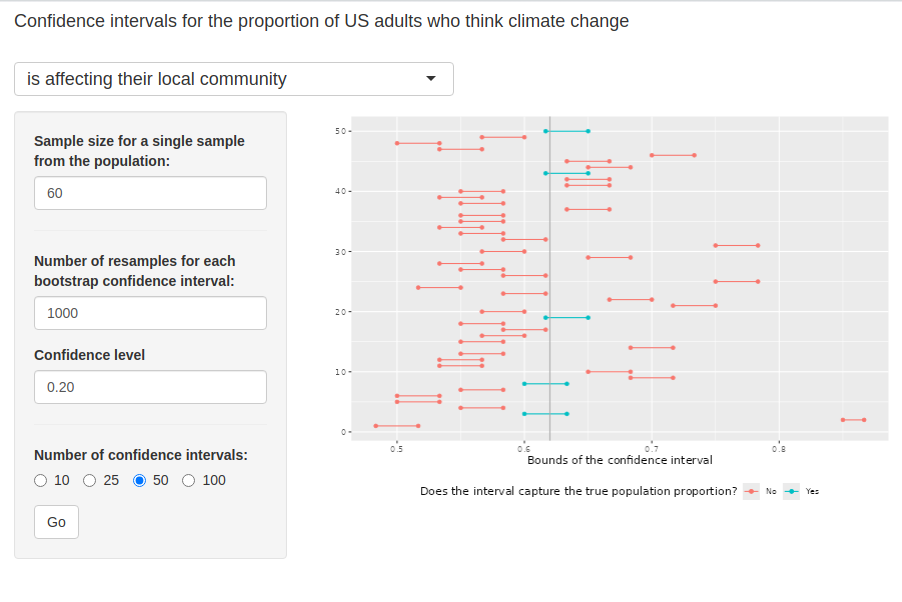 Confidence intervals for the proportion of US adults who think climate change
is affecting their local community
Sample size for a single sample
from the population:
60
Number of resamples for each
bootstrap confidence interval:
1000
Confidence level
0.20
Number of confidence intervals:
10 25 50 100
Go
50
40
30
20
10
0
0.5 0.6 0.7 0.8
Bounds of the confidence interval
Does the interval capture the true population proportion? No Yes